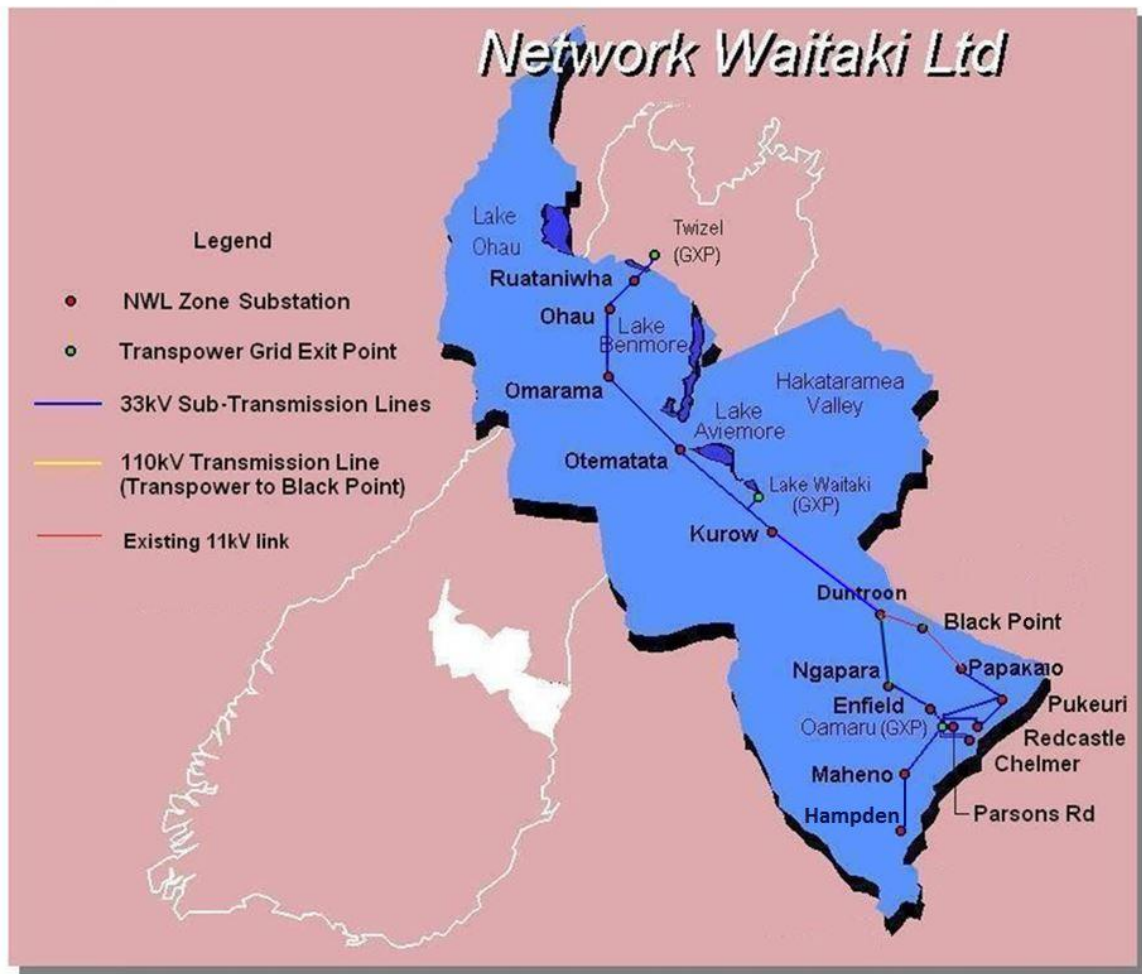 Network Waitaki Ltd
Lake
Ohau
Twizel
(GXP)
Legend
Ruataniwha
NWL Zone Substation
Ohau
Lake
Benmore
Transpower Grid Exit Point
Omarama
Hakataramea
Valley
33kV Sub-Transmission Lines
Lake
Aviemore
110kV Transmission Line
(Transpower to Black Point)
Otematata
Lake Waitaki
(GXP)
Existing 11kV link
Kurow
Duntroon
Black Point
Ngapara
Papakaio
Enfield
Pukeuri
Oamaru (GXP)
Redcastle
Chelmer
Maheno
Hampden
Parsons Rd